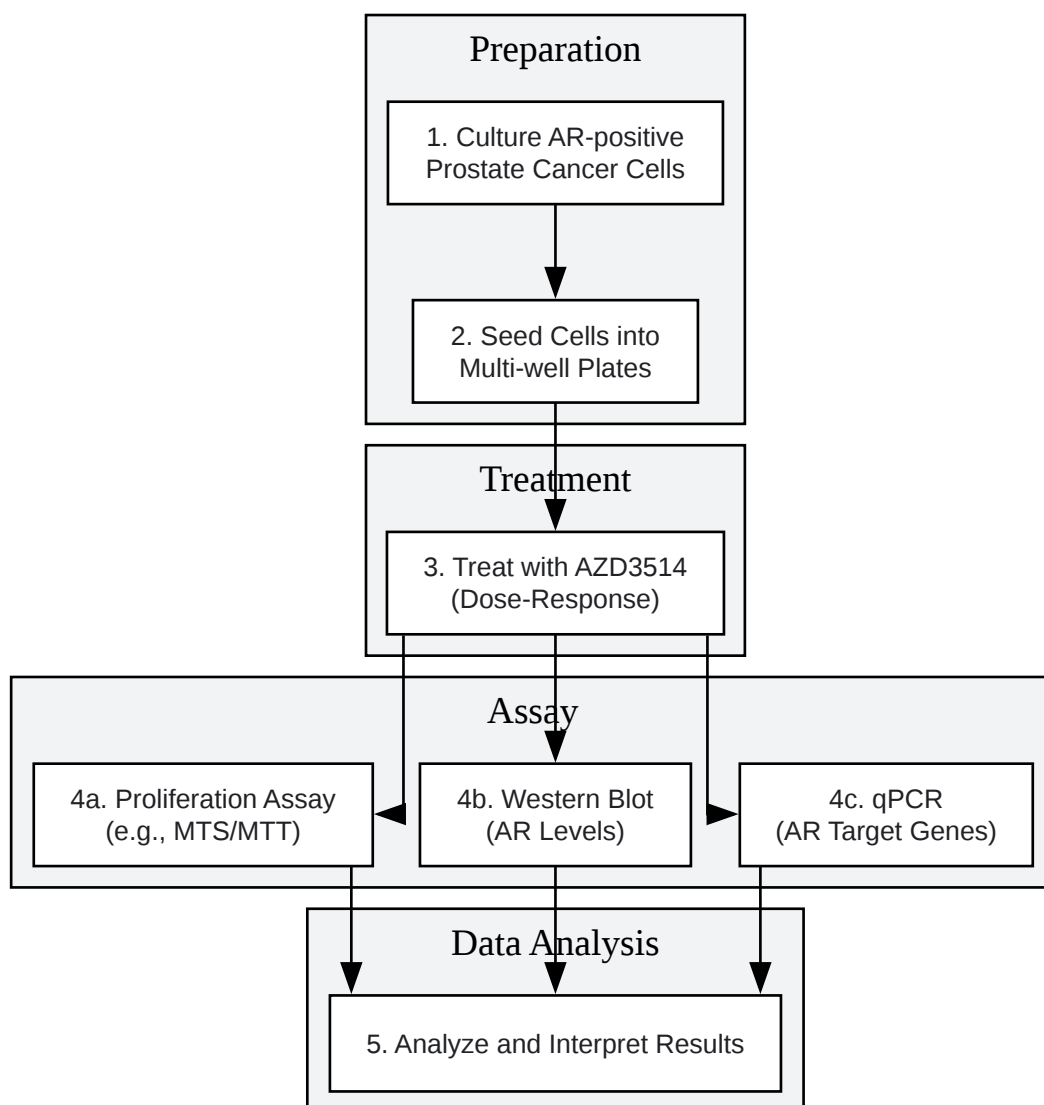 Preparation
1. Culture AR-positive
Prostate Cancer Cells
2. Seed Cells into
Multi-well Plates
Treatment
3. Treat with AZD3514
(Dose-Response)
Assay
4a. Proliferation Assay
(e.g., MTS/MTT)
4b. Western Blot
(AR Levels)
4c. qPCR
(AR Target Genes)
Data Analysis
5. Analyze and Interpret Results